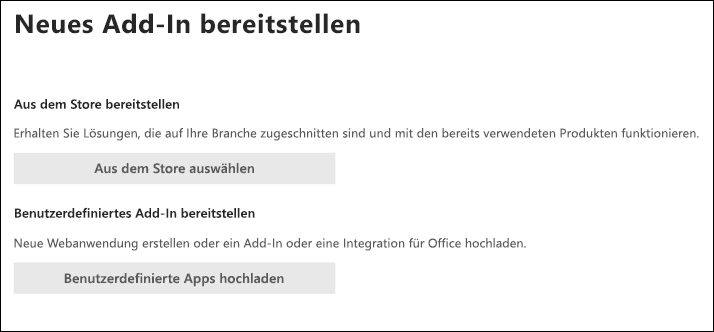 Neues Add-In bereitstellen
Aus dem Store bereitstellen
Erhalten Sie Lösungen, die auf Ihre Branche zugeschnitten sind und mit den bereits verwendeten Produkten funktionieren.
Aus dem Store auswählen
Benutzerdefiniertes Add-In bereitstellen
Neue Webanwendung erstellen oder ein Add-In oder eine Integration für Office hochladen.
Benutzerdefinierte Apps hochladen